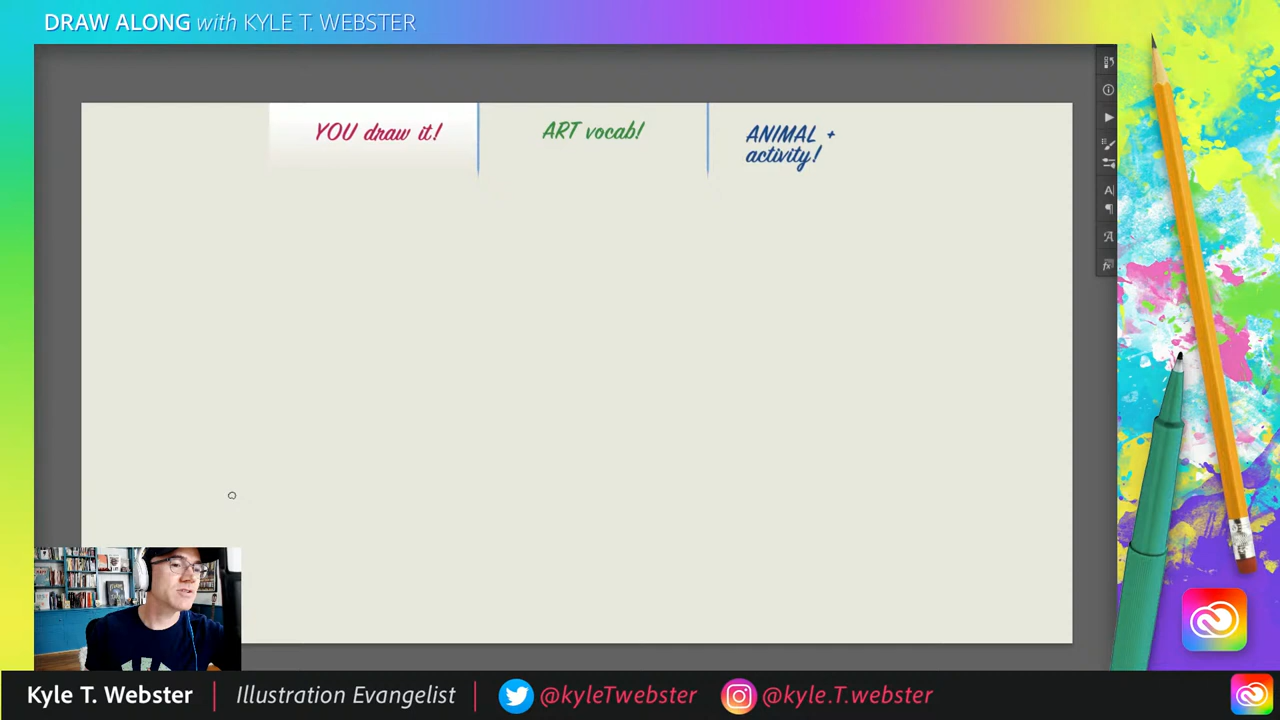 DRAW ALONG with KYLE T. WEBSTER
YOU draw it!
ART vocab!
ANIMAL +
activity!
Kyle T. Webster | Illustration Evangelist | @kyleTwebster @kyle.T.webster